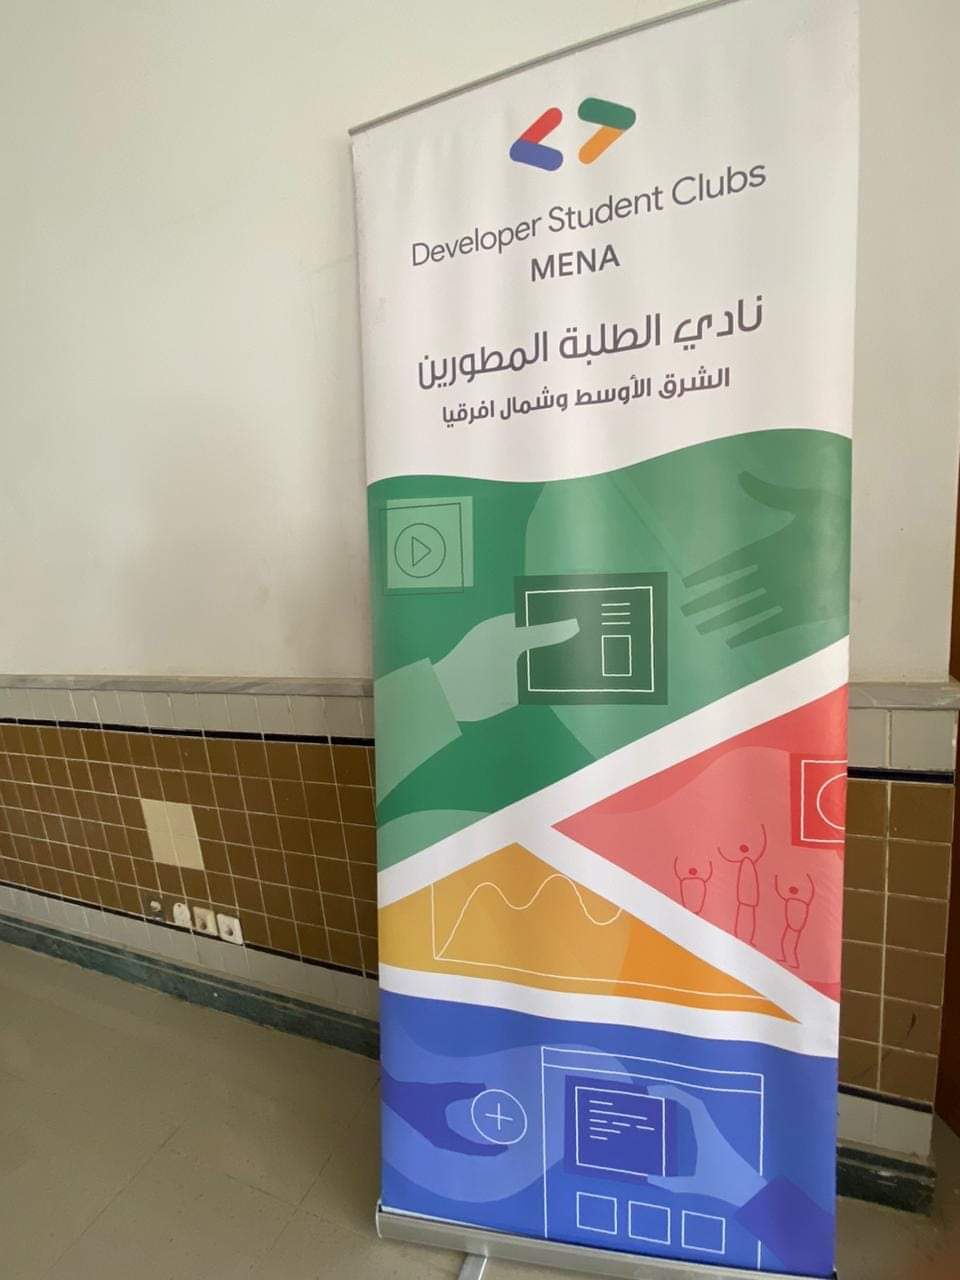 Developer Student Clubs
MENA
نادي الطلبة المطورين
الشرق الأوسط وشمال افرقيا